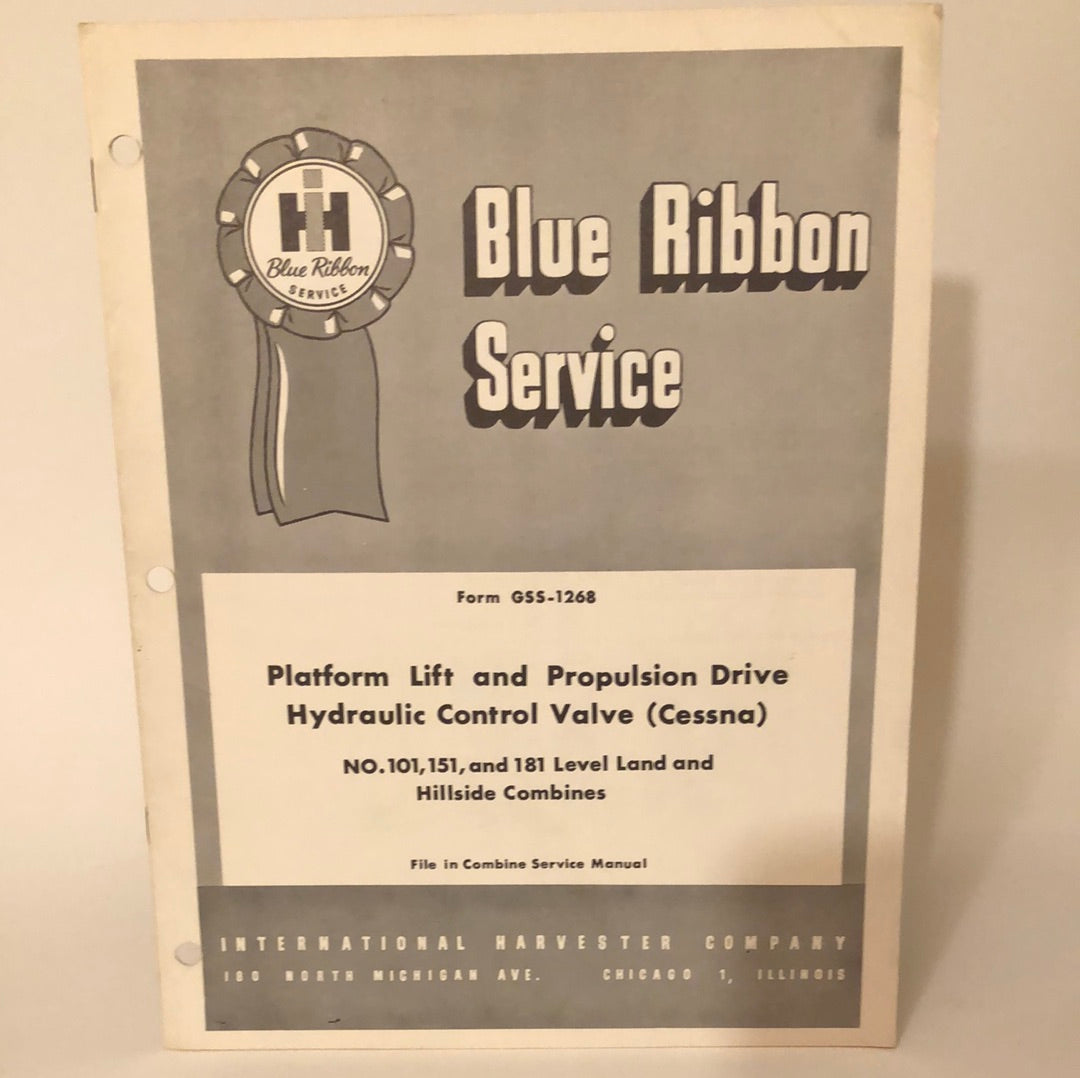 IH
Blue Ribbon
SERVICE
Blue Ribbon
Service
Form GSS-1268
Platform Lift and Propulsion Drive
Hydraulic Control Valve (Cessna)
NO. 101, 151, and 181 Level Land and
Hillside Combines
File in Combine Service Manual
INTERNATIONAL HARVESTER COMPANY
180 NORTH MICHIGAN AVE. CHICAGO 1, ILLINOIS